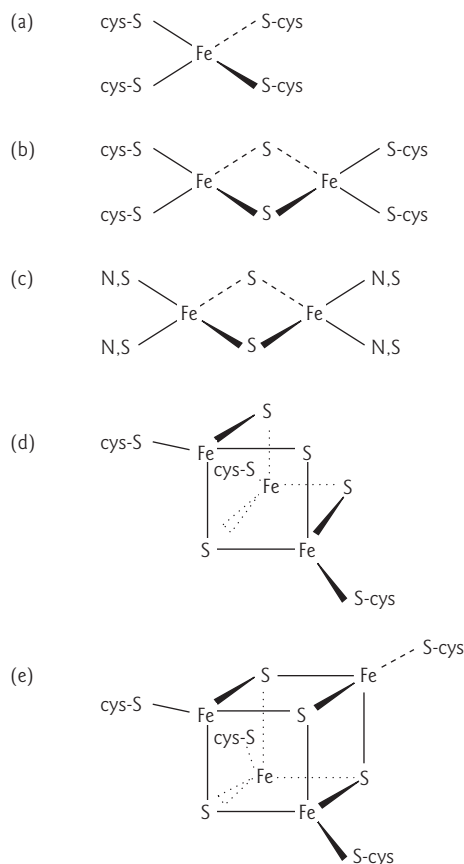 (a) cys-S S-cys
Fe
cys-S S-cys
(b) cys-S S S-cys
Fe Fe
cys-S S S-cys
(c) N,S S N,S
Fe Fe
N,S S N,S
(d) S
cys-S Fe S
cys-S Fe S
S Fe
S-cys
(e) S Fe S-cys
cys-S Fe S
cys-S
Fe S
S Fe
S-cys